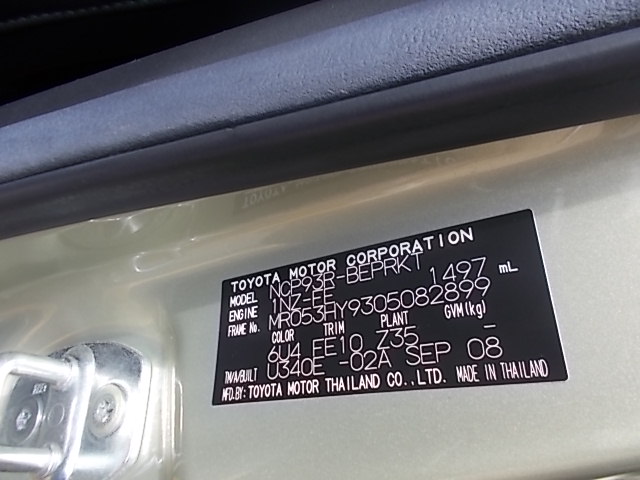 TOYOTA MOTOR CORPORATION
MODEL NCP93R-BEPRKT
ENGINE 1NZ-FE 1497 mL
FRAME No. MR053HY9305082899
COLOR TRIM PLANT GVM(kg)
6U4 FE10 Z35 -
TM/A/BUILT U340E -02A SEP 08
MFD.BY: TOYOTA MOTOR THAILAND CO.,LTD. MADE IN THAILAND